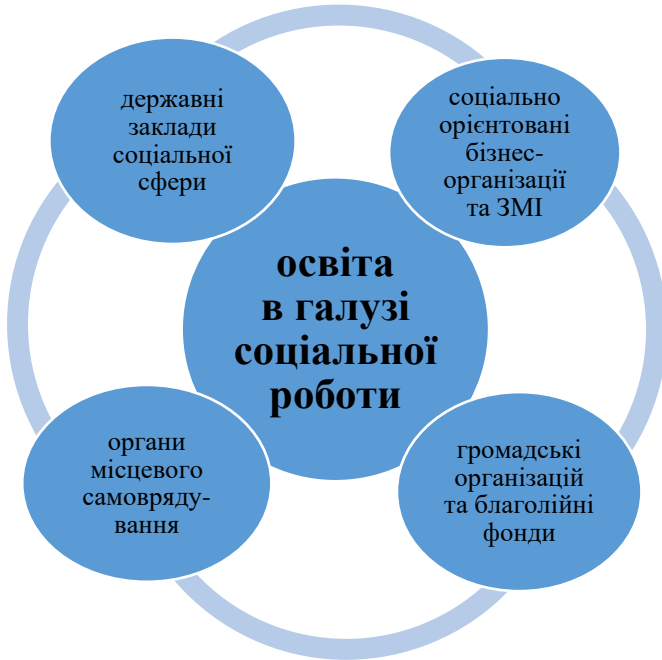 державні
заклади
соціальної
сфери
соціально
орієнтовані
бізнес-
організації
та ЗМІ
освіта
в галузі
соціальної
роботи
органи
місцевого
самовряду-
вання
громадські
організацій
та благолійні
фонди